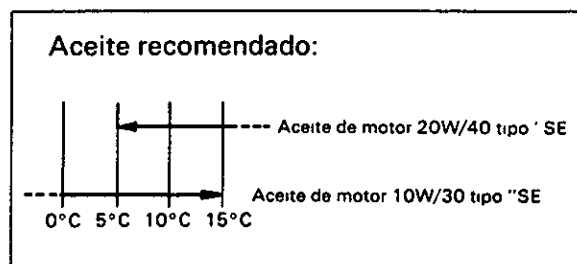 Aceite recomendado:
Aceite de motor 20W/40 tipo ' SE
Aceite de motor 10W/30 tipo "SE
0°C 5°C 10°C 15°C